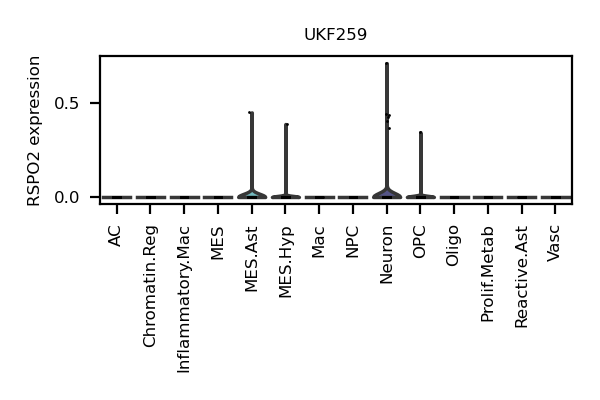 UKF259
RSPO2 expression
0.5
0.0
AC
Chromatin.Reg
Inflammatory.Mac
MES
MES.Ast
MES.Hyp
Mac
NPC
Neuron
OPC
Oligo
Prolif.Metab
Reactive.Ast
Vasc